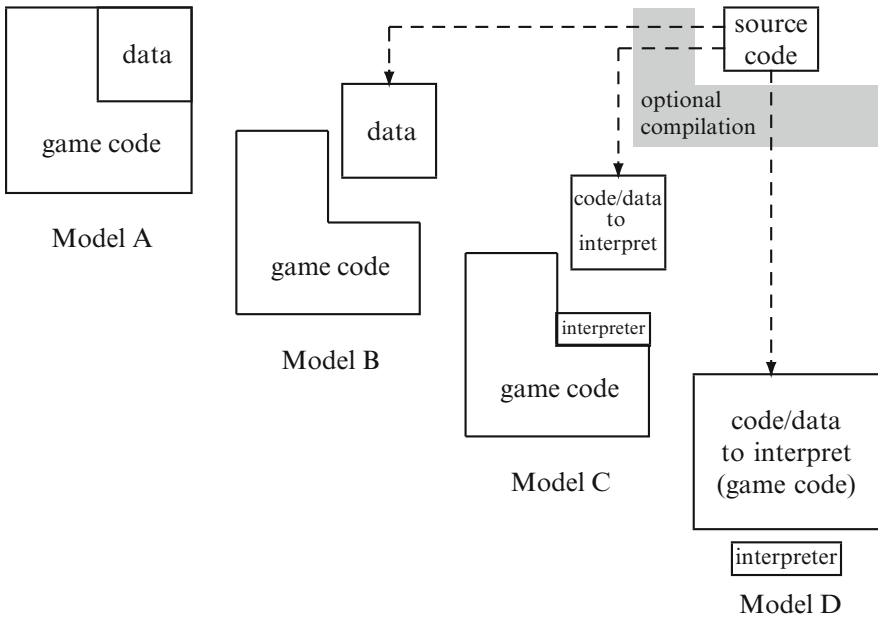 data
game code
Model A
data
game code
Model B
source
code
optional
compilation
code/data
to
interpret
interpreter
game code
Model C
code/data
to interpret
(game code)
interpreter
Model D